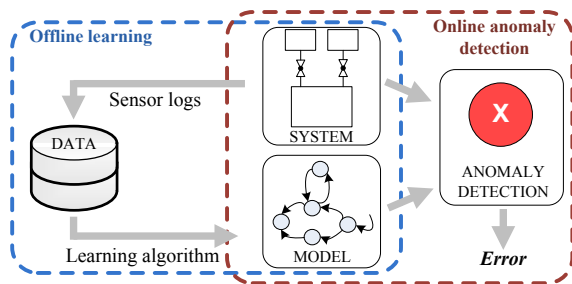 Offline learning
Online anomaly
detection
Sensor logs
SYSTEM
DATA
X
ANOMALY
DETECTION
Learning algorithm
MODEL
Error